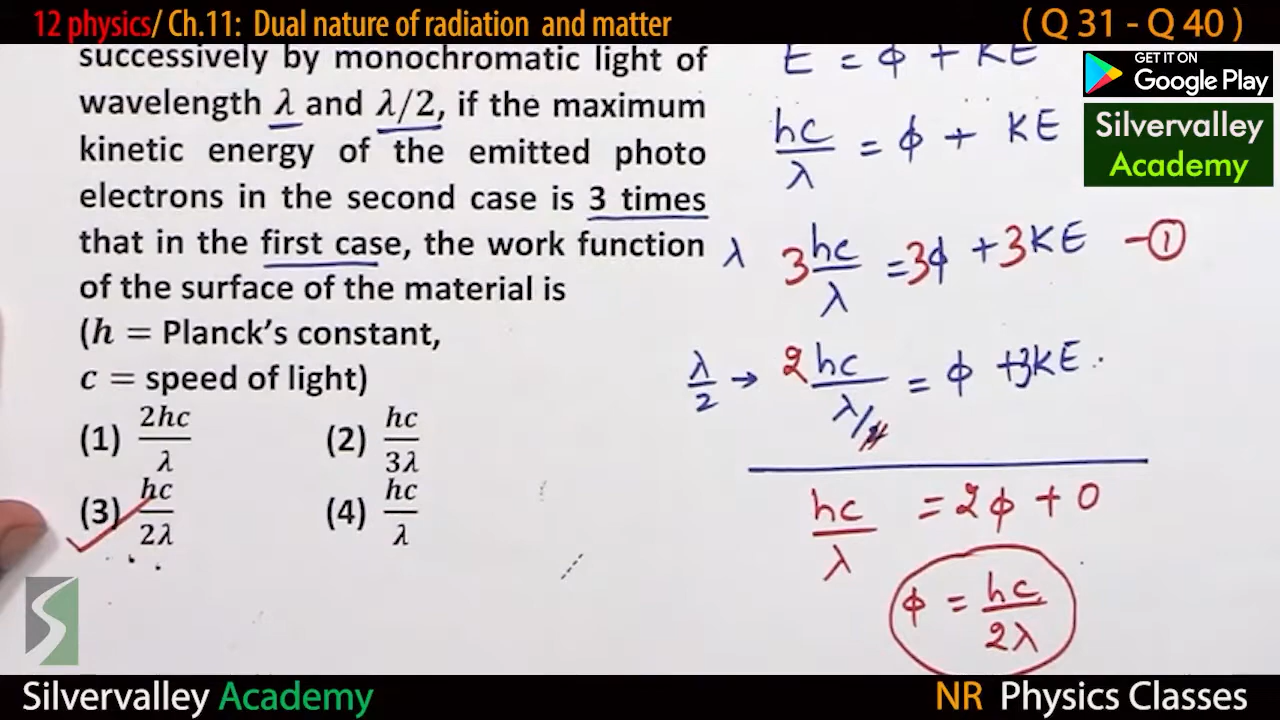 12 physics/ Ch.11: Dual nature of radiation and matter
( Q 31 - Q 40 )
successively by monochromatic light of
wavelength λ and λ/2, if the maximum
kinetic energy of the emitted photo
electrons in the second case is 3 times
that in the first case, the work function
of the surface of the material is
(h = Planck's constant,
c = speed of light)
(1) 2hc/λ (2) hc/3λ
(3) hc/2λ (4) hc/λ
E = ϕ + KE
hc/λ = ϕ + KE
λ 3hc/λ = 3ϕ + 3KE - ①
λ/2 → 2hc/λ/2 = ϕ + 3KE
hc/λ = 2ϕ + 0
ϕ = hc/2λ
GET IT ON
Google Play
Silvervalley
Academy
S
Silvervalley Academy
NR Physics Classes